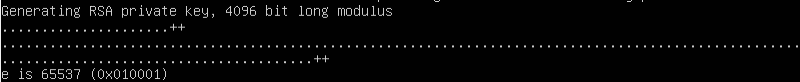 Generating RSA private key, 4096 bit long modulus
.....................++
....................................................................................................
.......................................++
e is 65537 (0x010001)